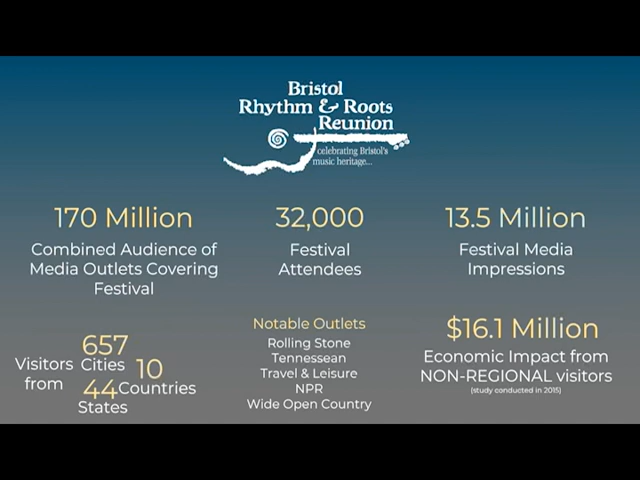 Bristol
Rhythm & Roots
Reunion
celebrating Bristol's
music heritage...
170 Million
Combined Audience of
Media Outlets Covering
Festival
32,000
Festival
Attendees
13.5 Million
Festival Media
Impressions
Visitors
from
657
Cities
10
Countries
44
States
Notable Outlets
Rolling Stone
Tennessean
Travel & Leisure
NPR
Wide Open Country
$16.1 Million
Economic Impact from
NON-REGIONAL visitors
(study conducted in 2015)